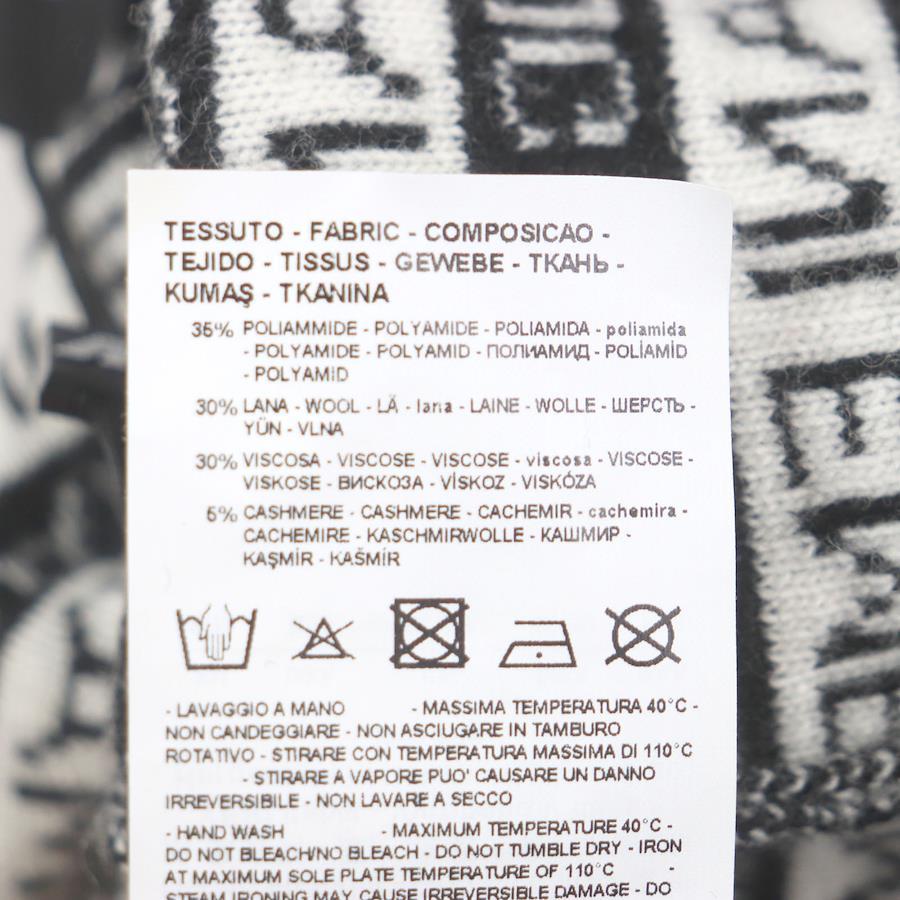 TESSUTO - FABRIC - COMPOSICAO -
TEJIDO - TISSUS - GEWEBE - ТКАНЬ -
KUMAŞ - TKANINA
35% POLIAMMIDE - POLYAMIDE - POLIAMIDA - poliamida
- POLYAMIDE - POLYAMID - ПОЛИАМИД - POLİAMİD
- POLYAMID
30% LANA - WOOL - LÃ - lana - LAINE - WOLLE - ШЕРСТЬ -
YÜN - VLNA
30% VISCOSA - VISCOSE - VISCOSE - viscosa - VISCOSE -
VISKOSE - ВИСКОЗА - VİSKOZ - VISKÓZA
5% CASHMERE - CASHMERE - CACHEMIR - cachemira -
CACHEMIRE - KASCHMIRWOLLE - КАШМИР -
KAŞMİR - KAŠMÍR
- LAVAGGIO A MANO - MASSIMA TEMPERATURA 40°C -
NON CANDEGGIARE - NON ASCIUGARE IN TAMBURO
ROTATIVO - STIRARE CON TEMPERATURA MASSIMA DI 110°C
- STIRARE A VAPORE PUO' CAUSARE UN DANNO
IRREVERSIBILE - NON LAVARE A SECCO
- HAND WASH - MAXIMUM TEMPERATURE 40°C -
DO NOT BLEACH/NO BLEACH - DO NOT TUMBLE DRY - IRON
AT MAXIMUM SOLE PLATE TEMPERATURE OF 110°C -
STEAM IRONING MAY CAUSE IRREVERSIBLE DAMAGE - DO